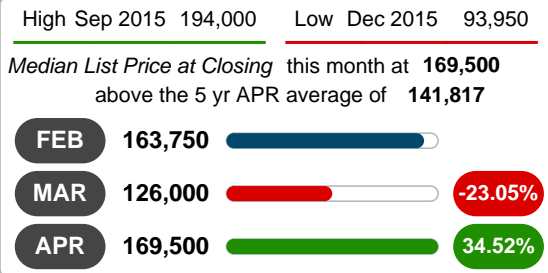 High Sep 2015 194,000 Low Dec 2015 93,950
Median List Price at Closing this month at 169,500
above the 5 yr APR average of 141,817
FEB 163,750
MAR 126,000 -23.05%
APR 169,500 34.52%